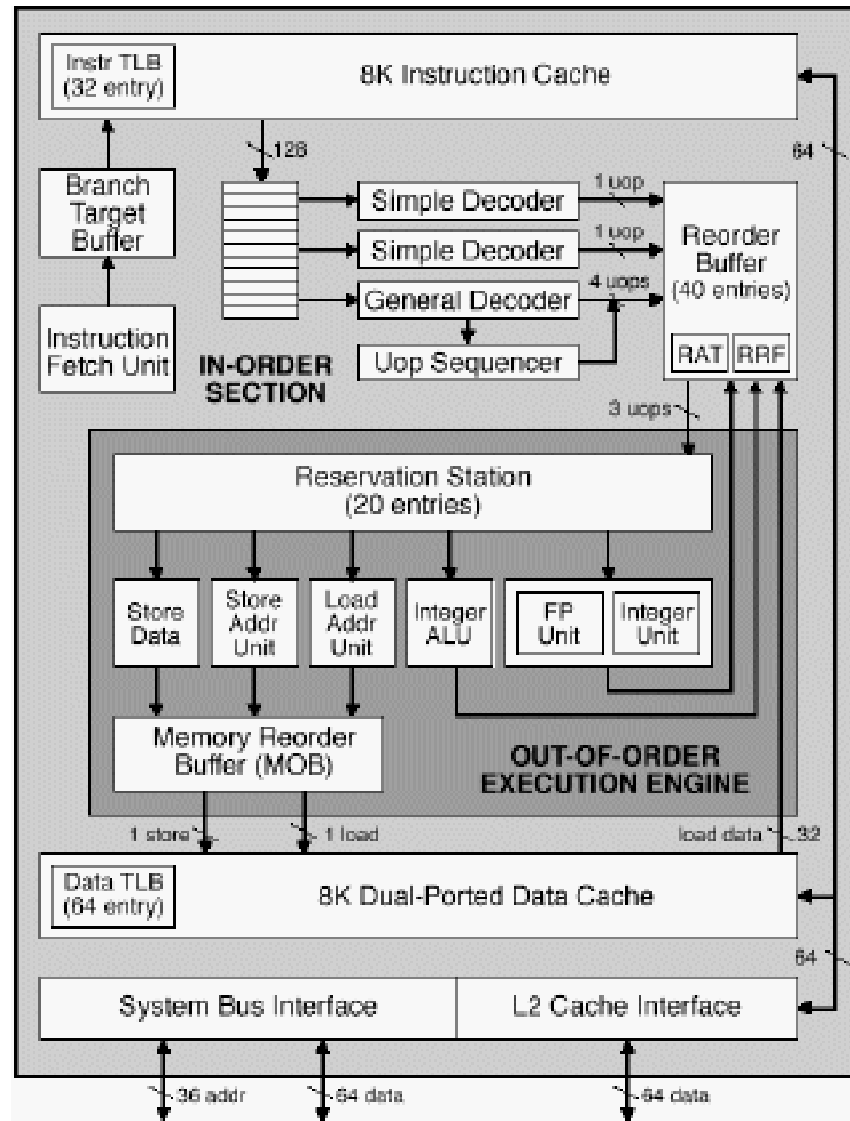 Instr TLB
(32 entry)
8K Instruction Cache
128
64
Branch
Target
Buffer
Simple Decoder
1 uop
Simple Decoder
1 uop
General Decoder
4 uops
Uop Sequencer
Reorder
Buffer
(40 entries)
RAT
RRF
Instruction
Fetch Unit
IN-ORDER
SECTION
3 uops
Reservation Station
(20 entries)
Store
Data
Store
Addr
Unit
Load
Addr
Unit
Integer
ALU
FP
Unit
Integer
Unit
Memory Reorder
Buffer (MOB)
OUT-OF-ORDER
EXECUTION ENGINE
1 store
1 load
load data
32
Data TLB
(64 entry)
8K Dual-Ported Data Cache
64
System Bus Interface
L2 Cache Interface
36 addr
64 data
64 data